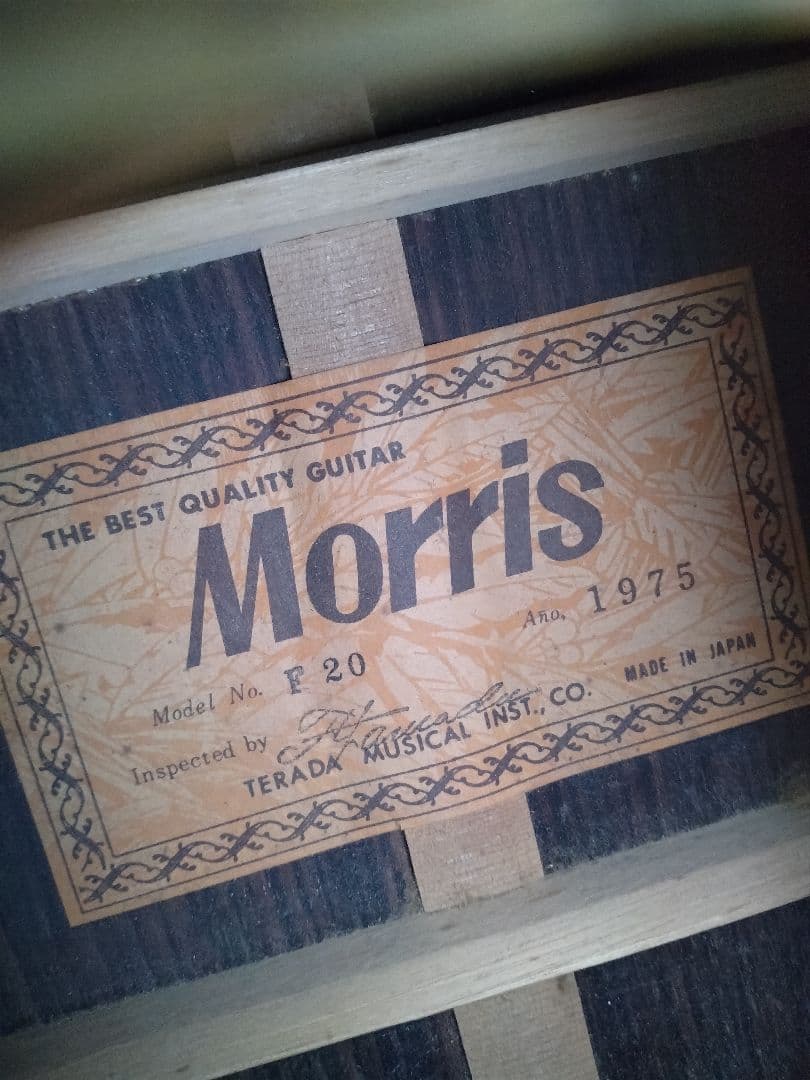 THE BEST QUALITY GUITAR
Morris
Model No. F 20 Año, 1975
Inspected by
TERADA MUSICAL INST., CO. MADE IN JAPAN